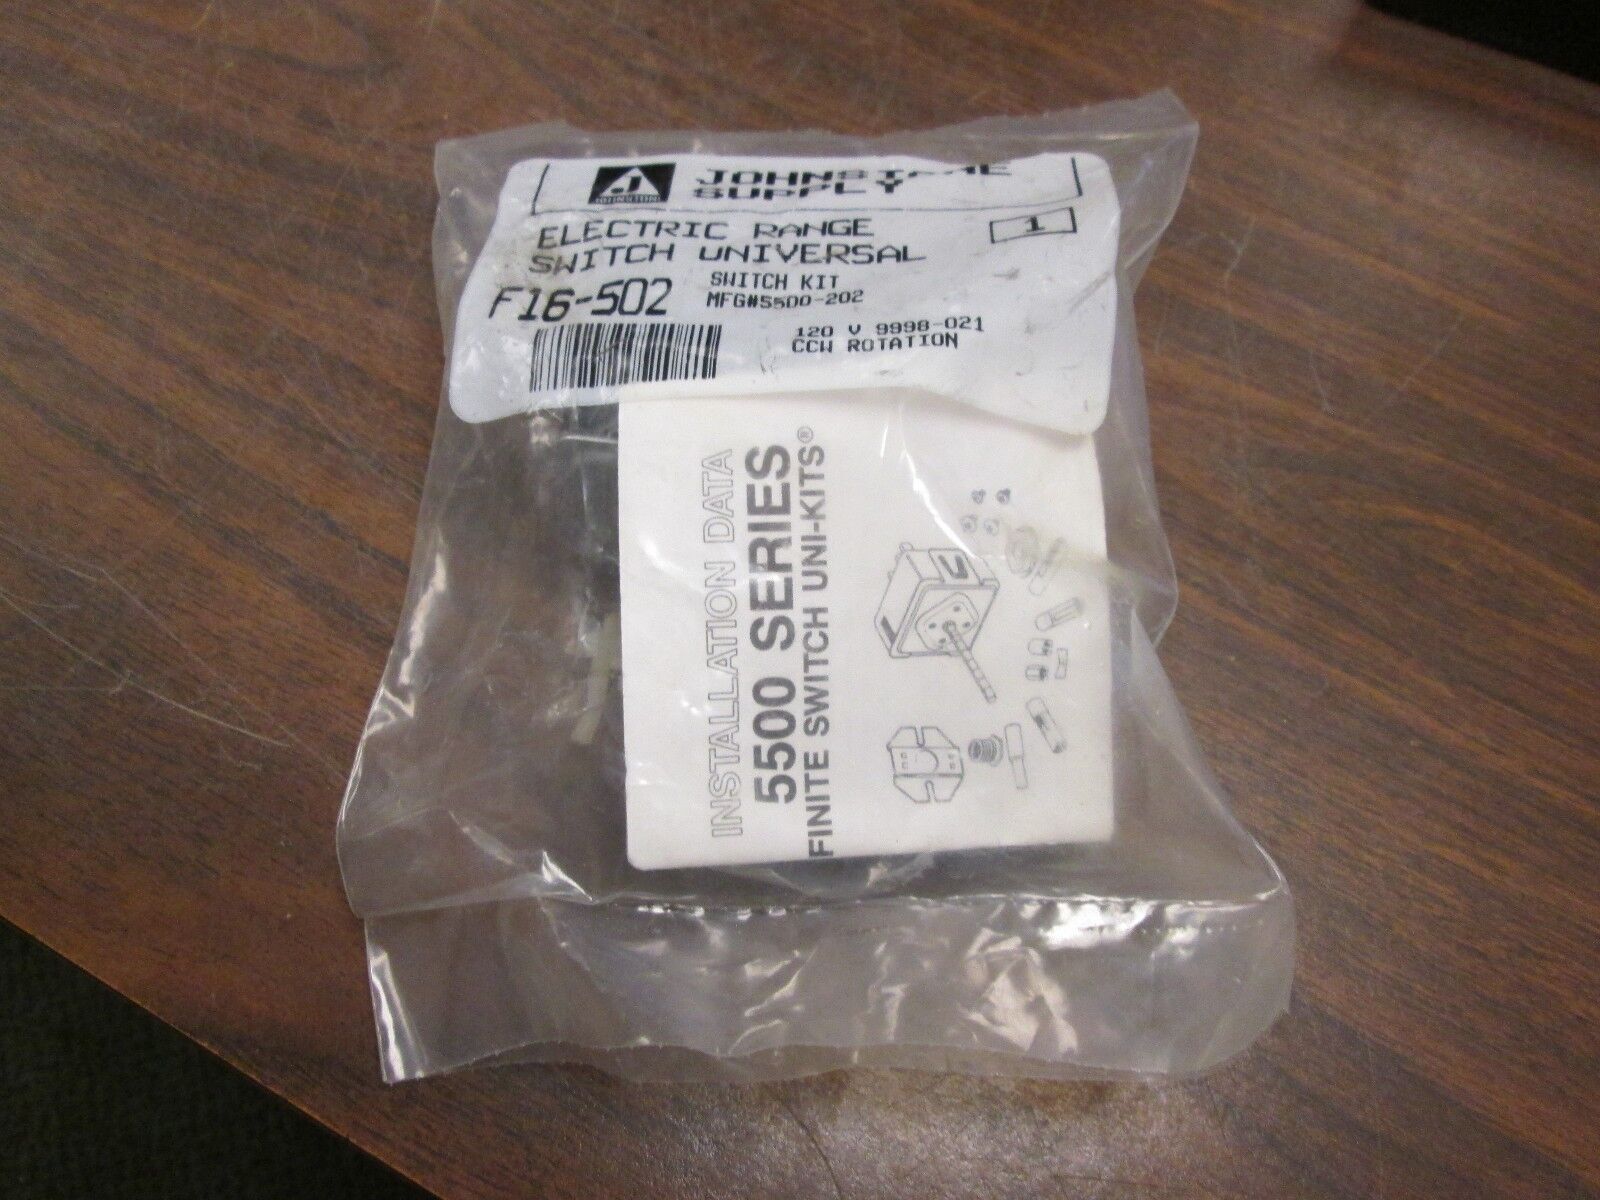 J
JOHNSTONE
JOHNSTONE
SUPPLY
ELECTRIC RANGE
SWITCH UNIVERSAL
1
F16-502
SWITCH KIT
MFG#5500-202
120 V 9998-021
CCW ROTATION
INSTALLATION DATA
5500 SERIES
FINITE SWITCH UNI-KITS®